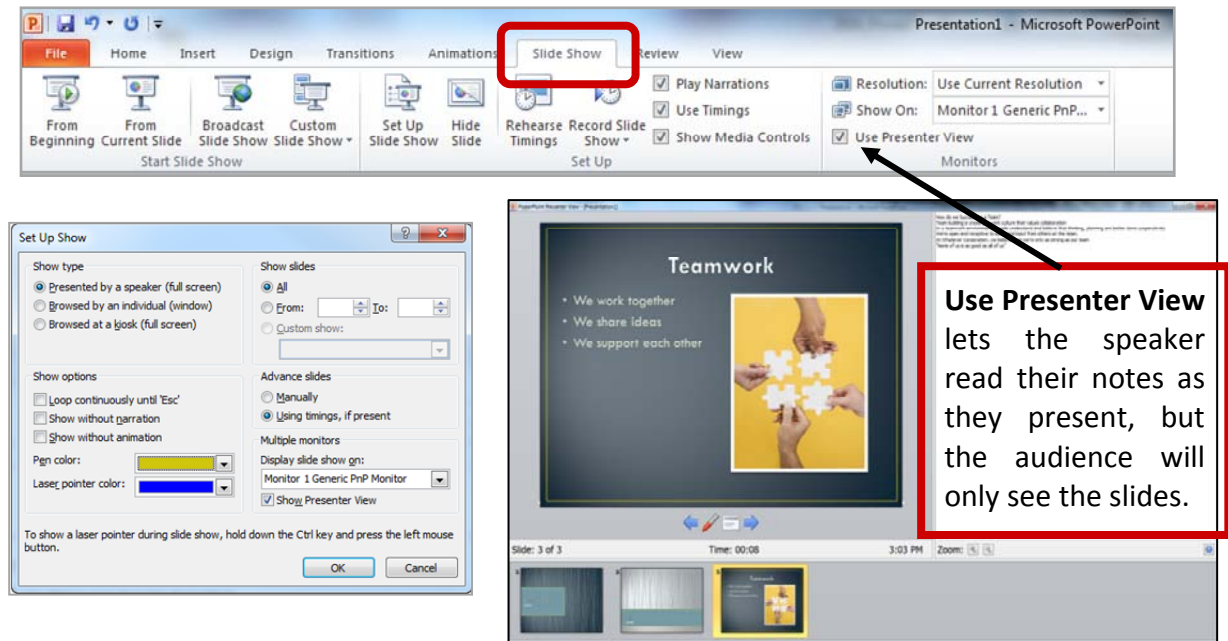 Presentation1 - Microsoft PowerPoint
File Home Insert Design Transitions Animations Slide Show Review View
From Beginning
From Current Slide
Broadcast Slide Show
Custom Slide Show
Set Up Slide Show
Hide Slide
Rehearse Timings
Record Slide Show
Play Narrations
Use Timings
Show Media Controls
Resolution: Use Current Resolution
Show On: Monitor 1 Generic PnP...
Use Presenter View
Start Slide Show
Set Up
Monitors
Set Up Show
Show type
Presented by a speaker (full screen)
Browsed by an individual (window)
Browsed at a kiosk (full screen)
Show slides
All
From: To:
Custom show:
Show options
Loop continuously until 'Esc'
Show without narration
Show without animation
Pen color:
Laser pointer color:
Advance slides
Manually
Using timings, if present
Multiple monitors
Display slide show on:
Monitor 1 Generic PnP Monitor
Show Presenter View
To show a laser pointer during slide show, hold down the Ctrl key and press the left mouse
button.
OK Cancel
PowerPoint Presenter View - [Presentation1]
Teamwork
• We work together
• We share ideas
• We support each other
Slide: 3 of 3 Time: 00:08 3:03 PM Zoom:
Teamwork
Use Presenter View
lets the speaker
read their notes as
they present, but
the audience will
only see the slides.